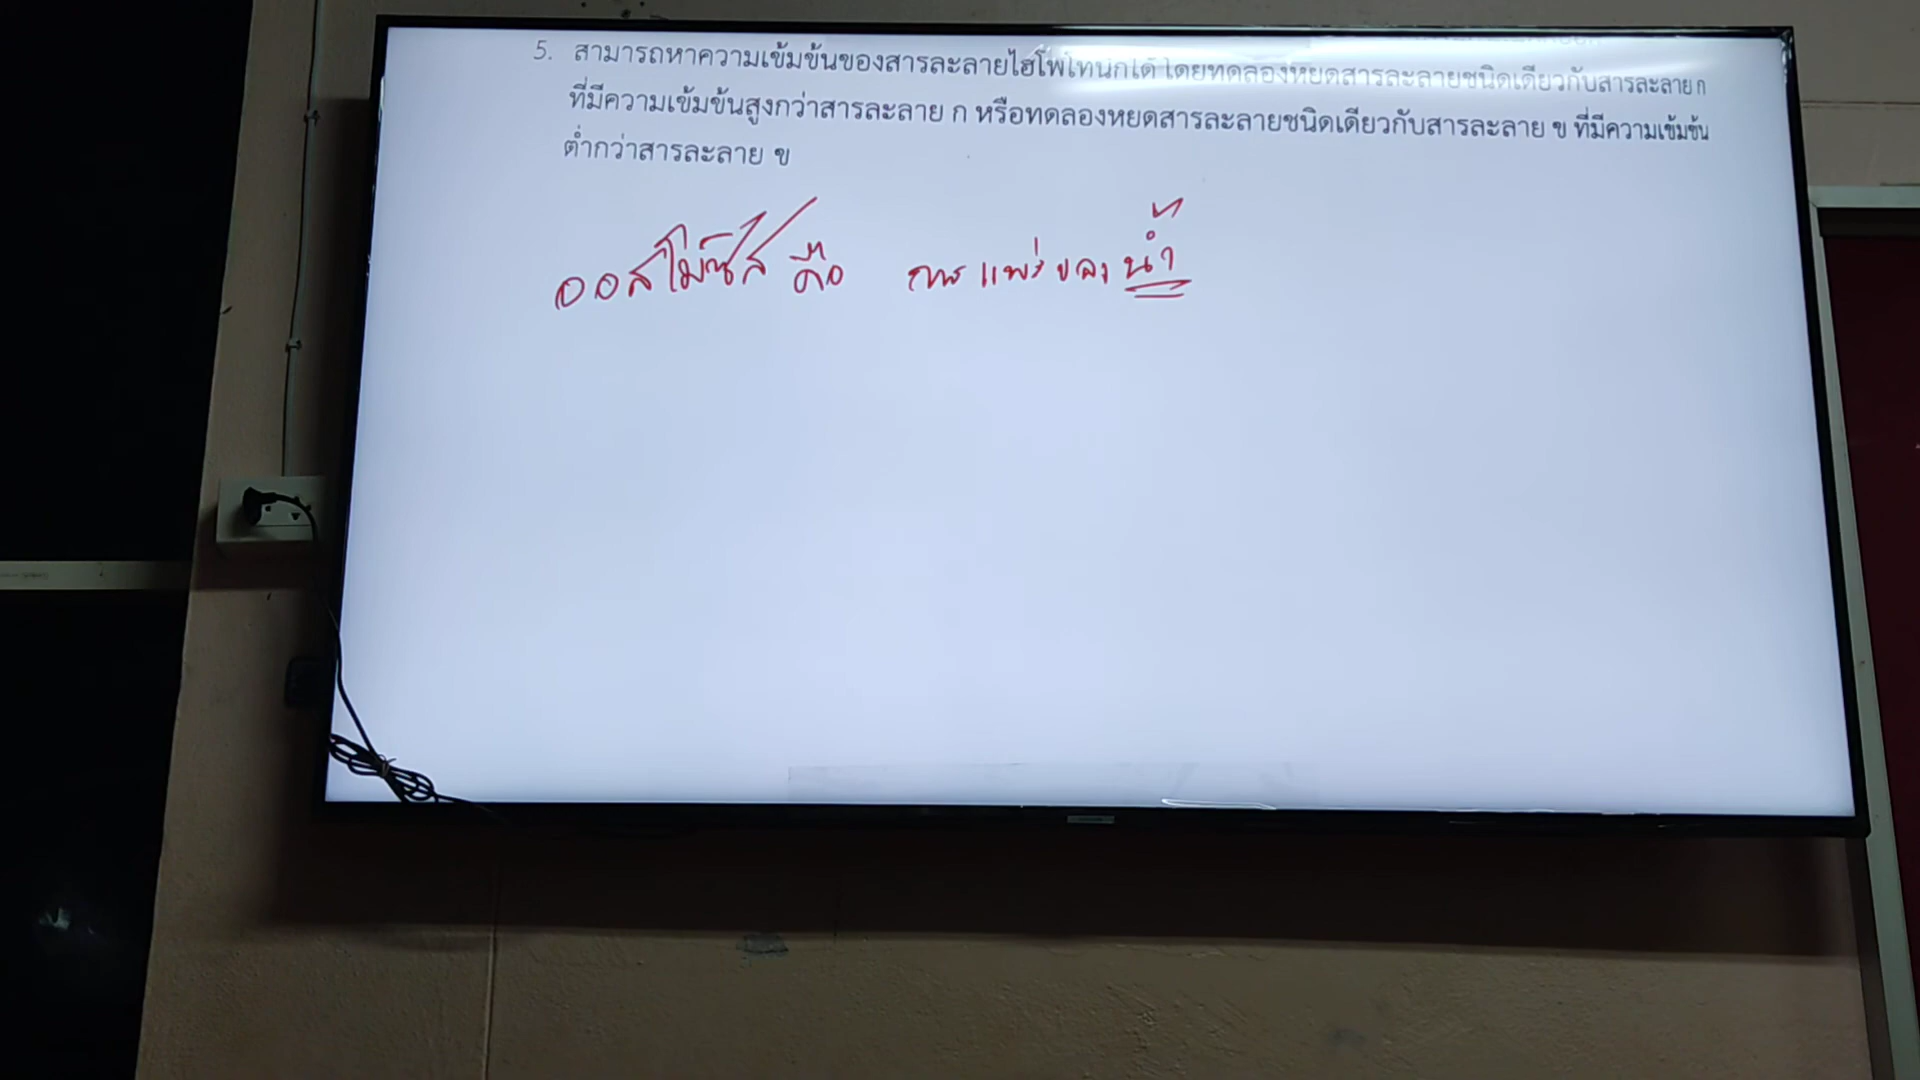 5. สามารถหาความเข้มข้นของสารละลายไฮโพโทนิกได้ โดยทดลองหยดสารละลายชนิดเดียวกับสารละลาย ก
ที่มีความเข้มข้นสูงกว่าสารละลาย ก หรือทดลองหยดสารละลายชนิดเดียวกับสารละลาย ข ที่มีความเข้มข้น
ต่ำกว่าสารละลาย ข
ออสโมซิส คือ การแพร่ของน้ำ